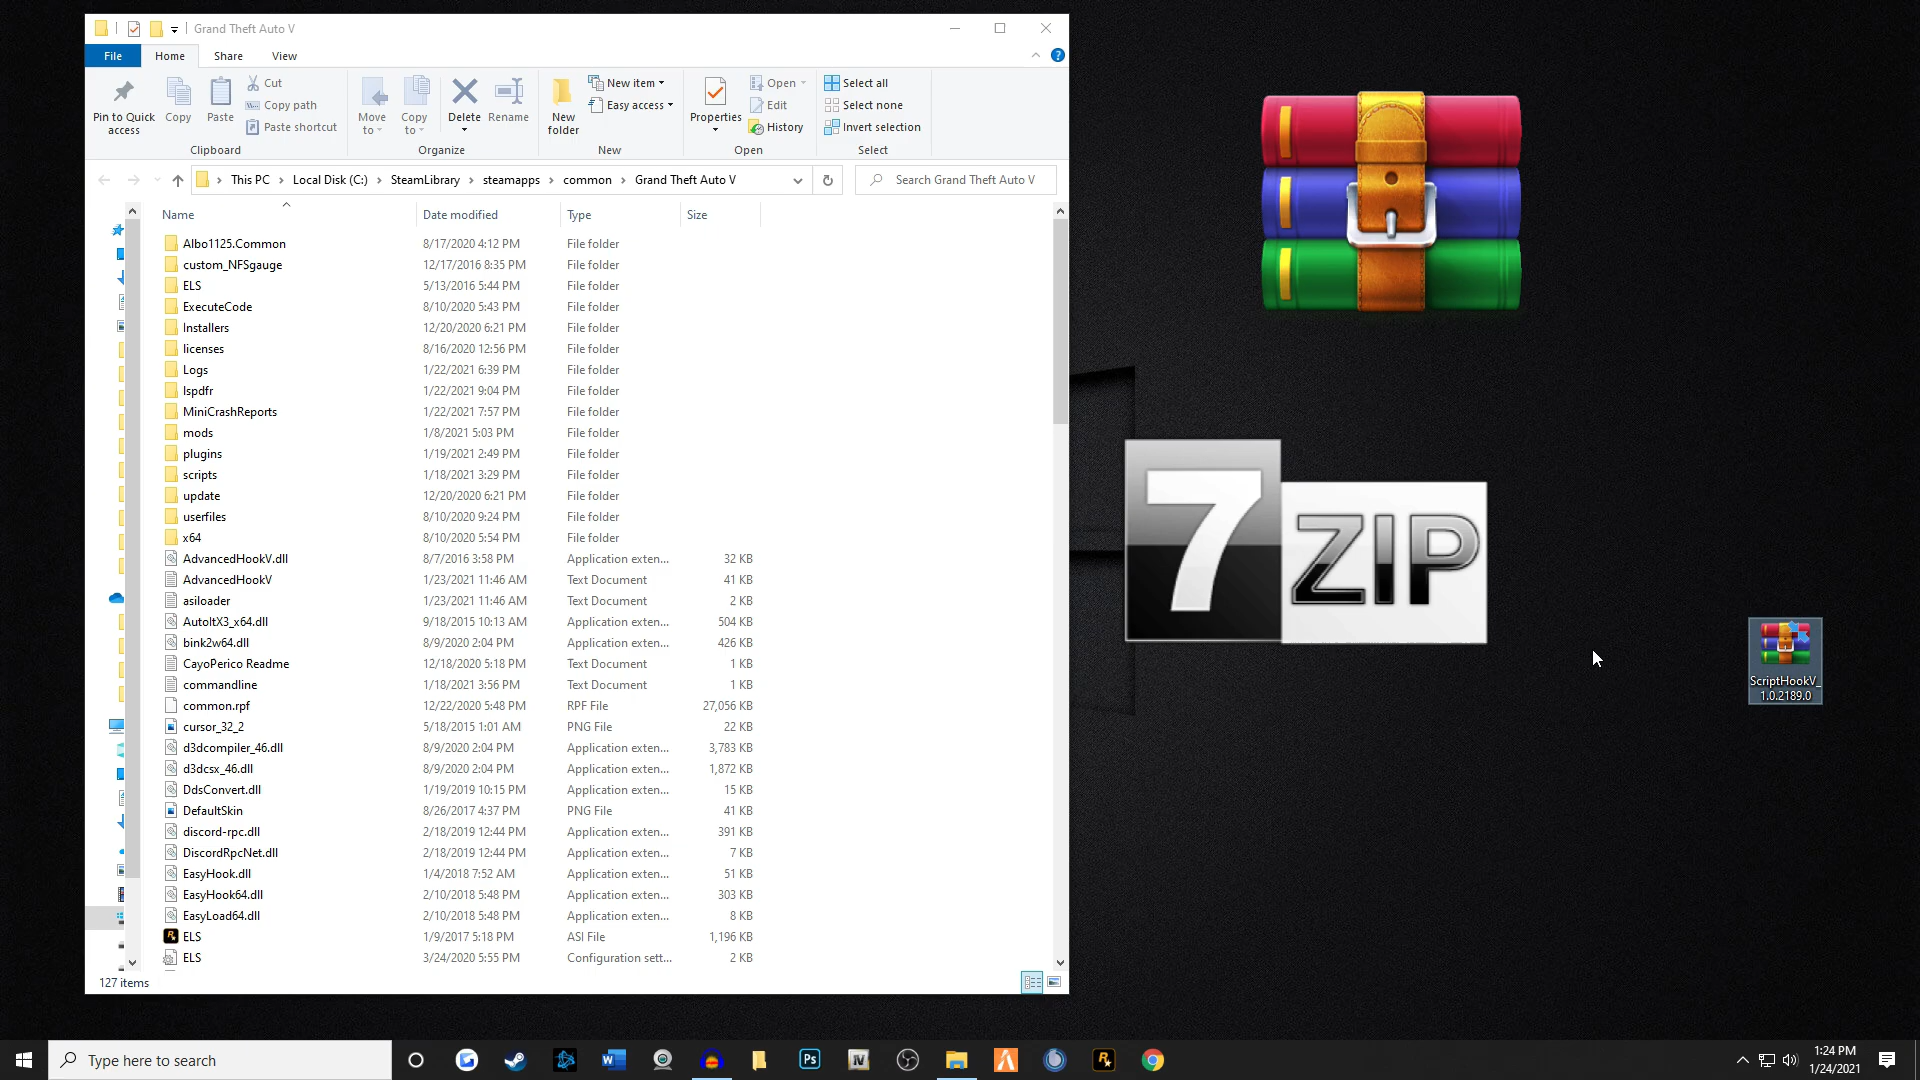 Grand Theft Auto V
File Home Share View
Pin to Quick access
Copy
Paste
Cut
Copy path
Paste shortcut
Clipboard
Move to
Copy to
Delete
Rename
Organize
New folder
New item
Easy access
New
Properties
Open
Edit
History
Open
Select all
Select none
Invert selection
Select
This PC > Local Disk (C:) > SteamLibrary > steamapps > common > Grand Theft Auto V
Search Grand Theft Auto V
Name Date modified Type Size
Albo1125.Common 8/17/2020 4:12 PM File folder
custom_NFSgauge 12/17/2016 8:35 PM File folder
ELS 5/13/2016 5:44 PM File folder
ExecuteCode 8/10/2020 5:43 PM File folder
Installers 12/20/2020 6:21 PM File folder
licenses 8/16/2020 12:56 PM File folder
Logs 1/22/2021 6:39 PM File folder
lspdfr 1/22/2021 9:04 PM File folder
MiniCrashReports 1/22/2021 7:57 PM File folder
mods 1/8/2021 5:03 PM File folder
plugins 1/19/2021 2:49 PM File folder
scripts 1/18/2021 3:29 PM File folder
update 12/20/2020 6:21 PM File folder
userfiles 8/10/2020 9:24 PM File folder
x64 8/10/2020 5:54 PM File folder
AdvancedHookV.dll 8/7/2016 3:58 PM Application exten... 32 KB
AdvancedHookV 1/23/2021 11:46 AM Text Document 41 KB
asiloader 1/23/2021 11:46 AM Text Document 2 KB
AutoItX3_x64.dll 9/18/2015 10:13 AM Application exten... 504 KB
bink2w64.dll 8/9/2020 2:04 PM Application exten... 426 KB
CayoPerico Readme 12/18/2020 5:18 PM Text Document 1 KB
commandline 1/18/2021 3:56 PM Text Document 1 KB
common.rpf 12/22/2020 5:48 PM RPF File 27,056 KB
cursor_32_2 5/18/2015 1:01 AM PNG File 22 KB
d3dcompiler_46.dll 8/9/2020 2:04 PM Application exten... 3,783 KB
d3dcsx_46.dll 8/9/2020 2:04 PM Application exten... 1,872 KB
DdsConvert.dll 1/19/2019 10:15 PM Application exten... 15 KB
DefaultSkin 8/26/2017 4:37 PM PNG File 41 KB
discord-rpc.dll 2/18/2019 12:44 PM Application exten... 391 KB
DiscordRpcNet.dll 2/18/2019 12:44 PM Application exten... 7 KB
EasyHook.dll 1/4/2018 7:52 AM Application exten... 51 KB
EasyHook64.dll 2/10/2018 5:48 PM Application exten... 303 KB
EasyLoad64.dll 2/10/2018 5:48 PM Application exten... 8 KB
ELS 1/9/2017 5:18 PM ASI File 1,196 KB
ELS 3/24/2020 5:55 PM Configuration sett... 2 KB
127 items
7 ZIP
ScriptHookV_
1.0.2189.0
Type here to search
Ps
IV
1:24 PM
1/24/2021